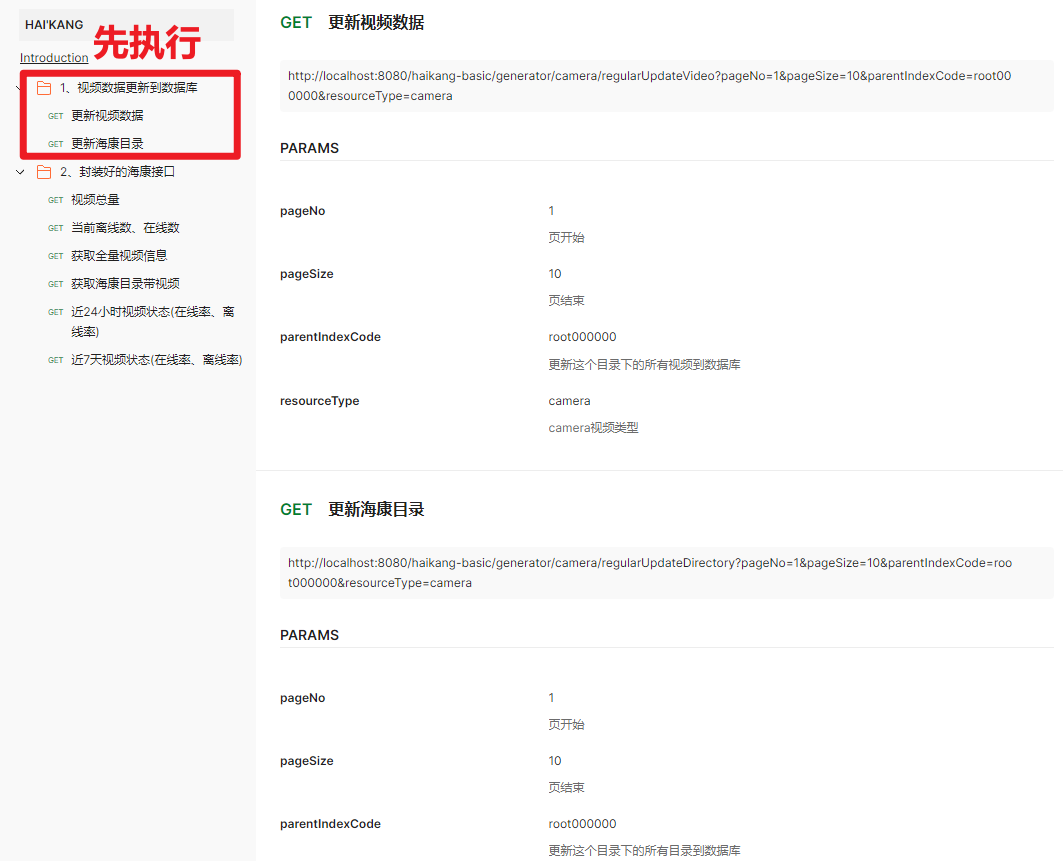 HAI'KANG
先执行
Introduction
1、视频数据更新到数据库
GET 更新视频数据
GET 更新海康目录
2、封装好的海康接口
GET 视频总量
GET 当前离线数、在线数
GET 获取全量视频信息
GET 获取海康目录带视频
GET 近24小时视频状态(在线率、离
线率)
GET 近7天视频状态(在线率、离线率)
GET 更新视频数据
http://localhost:8080/haikang-basic/generator/camera/regularUpdateVideo?pageNo=1&pageSize=10&parentIndexCode=root00
0000&resourceType=camera
PARAMS
pageNo 1
页开始
pageSize 10
页结束
parentIndexCode root000000
更新这个目录下的所有视频到数据库
resourceType camera
camera视频类型
GET 更新海康目录
http://localhost:8080/haikang-basic/generator/camera/regularUpdateDirectory?pageNo=1&pageSize=10&parentIndexCode=roo
t000000&resourceType=camera
PARAMS
pageNo 1
页开始
pageSize 10
页结束
parentIndexCode root000000
更新这个目录下的所有目录到数据库